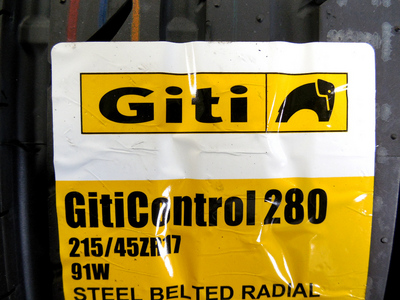 Giti
GitiControl 280
215/45ZR17
91W
STEEL BELTED RADIAL